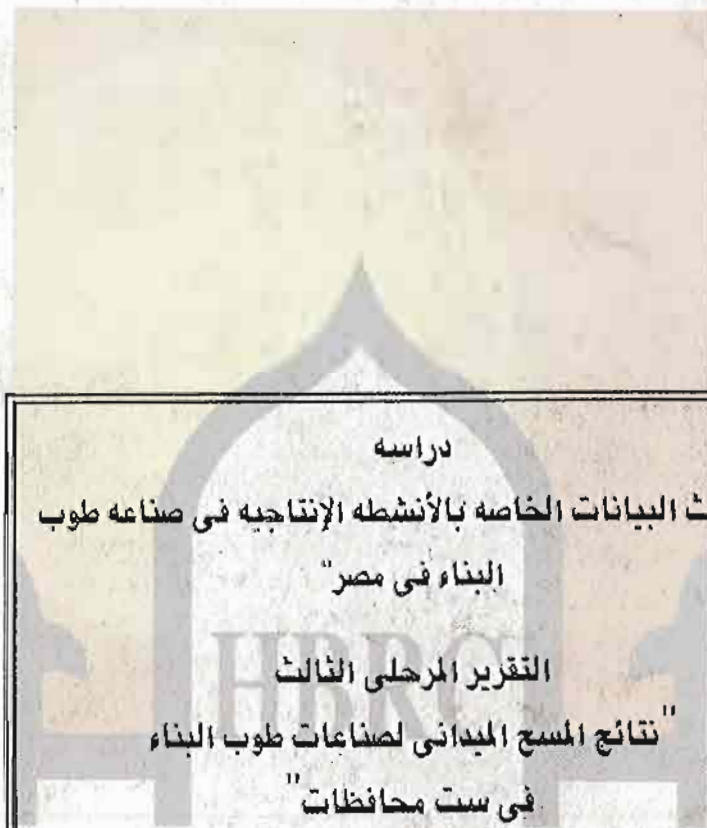 دراسه
ث البيانات الخاصه بالأنشطه الإنتاجيه فى صناعه طوب
البناء فى مصر"
التقرير المرحلى الثالث
"نتائج المسح الميدانى لصناعات طوب البناء
فى ست محافظات"
HBRC